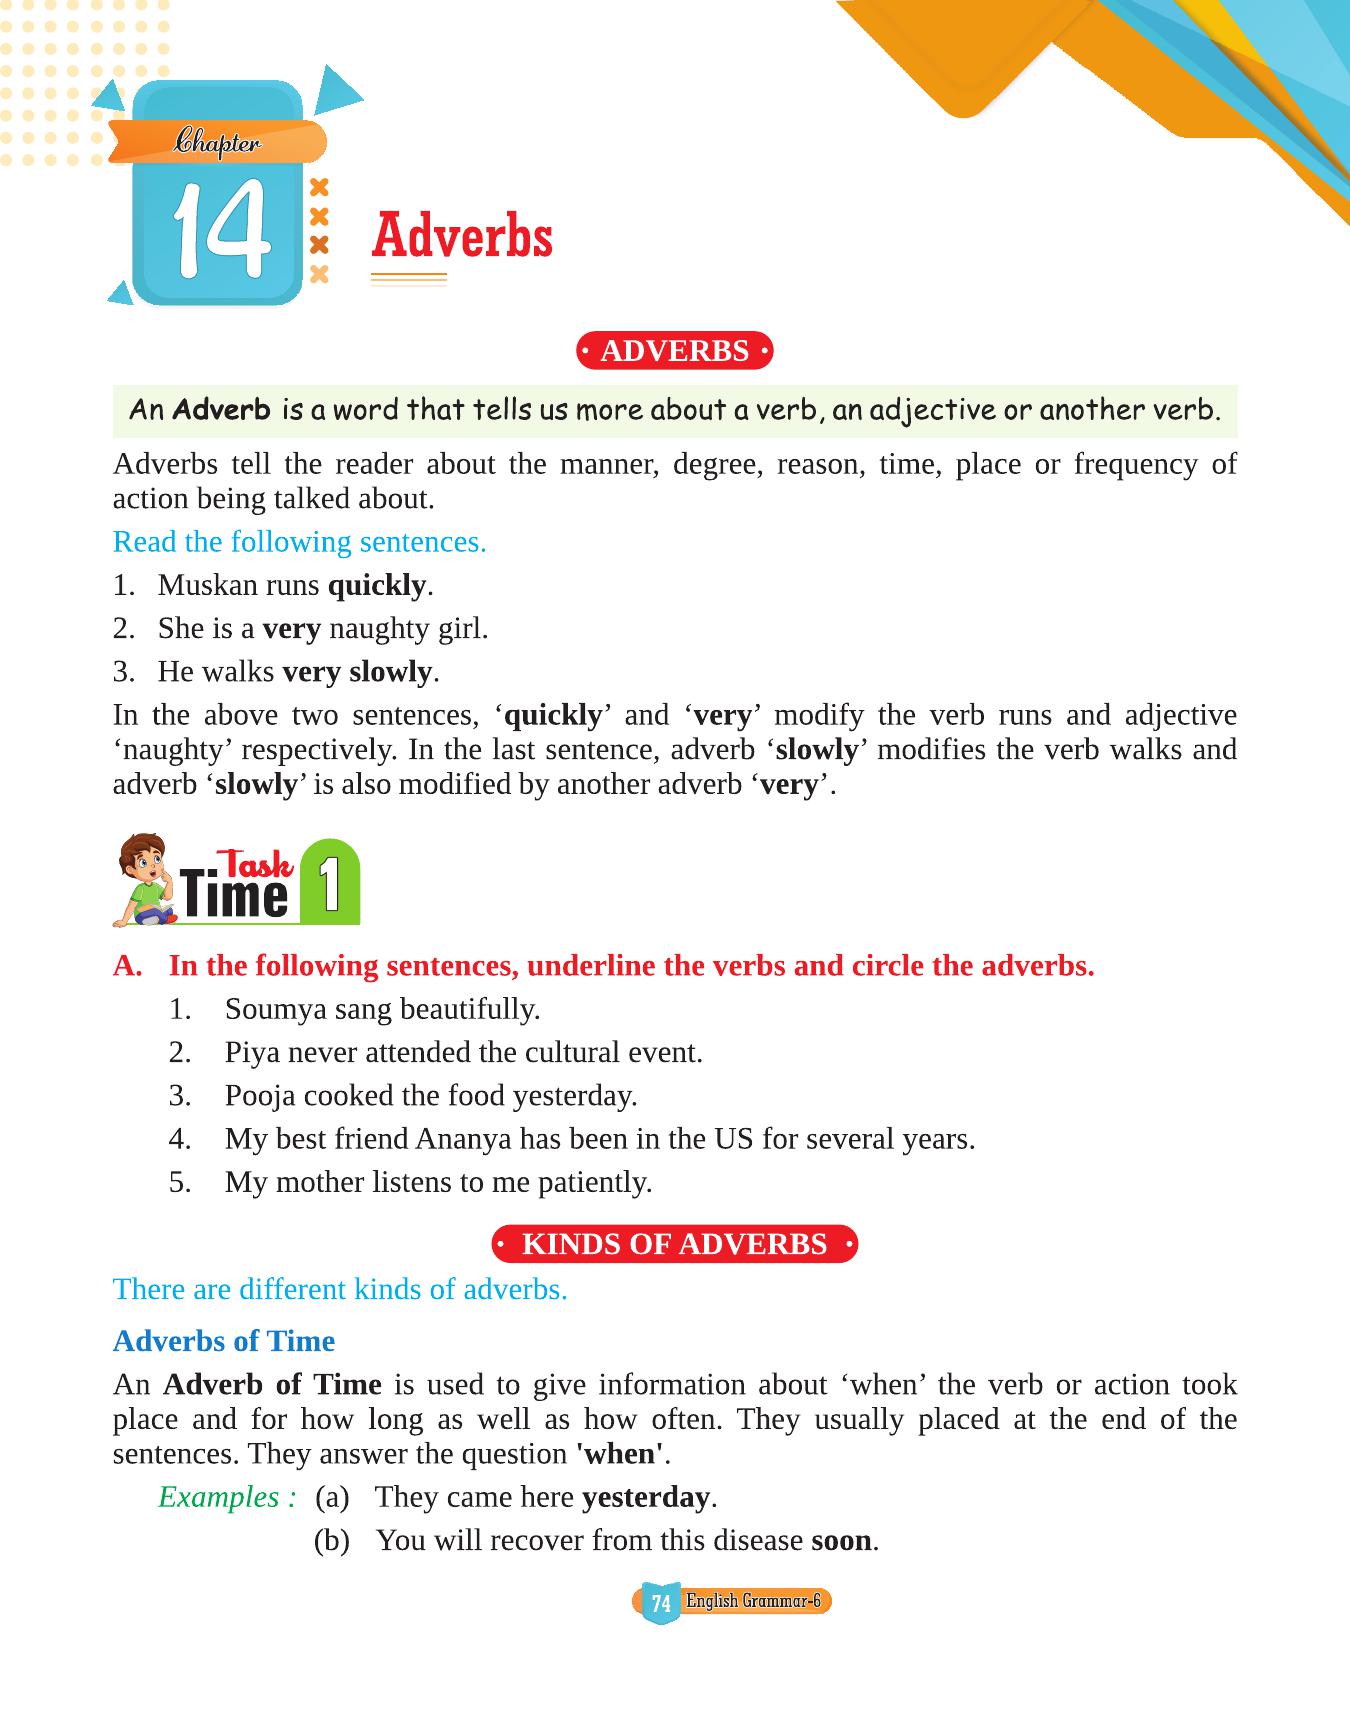 Chapter
14
Adverbs
ADVERBS
An Adverb is a word that tells us more about a verb, an adjective or another verb.
Adverbs tell the reader about the manner, degree, reason, time, place or frequency of
action being talked about.
Read the following sentences.
1. Muskan runs quickly.
2. She is a very naughty girl.
3. He walks very slowly.
In the above two sentences, ‘quickly’ and ‘very’ modify the verb runs and adjective
‘naughty’ respectively. In the last sentence, adverb ‘slowly’ modifies the verb walks and
adverb ‘slowly’ is also modified by another adverb ‘very’.
Task
Time 1
A. In the following sentences, underline the verbs and circle the adverbs.
1. Soumya sang beautifully.
2. Piya never attended the cultural event.
3. Pooja cooked the food yesterday.
4. My best friend Ananya has been in the US for several years.
5. My mother listens to me patiently.
KINDS OF ADVERBS
There are different kinds of adverbs.
Adverbs of Time
An Adverb of Time is used to give information about ‘when’ the verb or action took
place and for how long as well as how often. They usually placed at the end of the
sentences. They answer the question 'when'.
Examples : (a) They came here yesterday.
(b) You will recover from this disease soon.
74 English Grammar-6